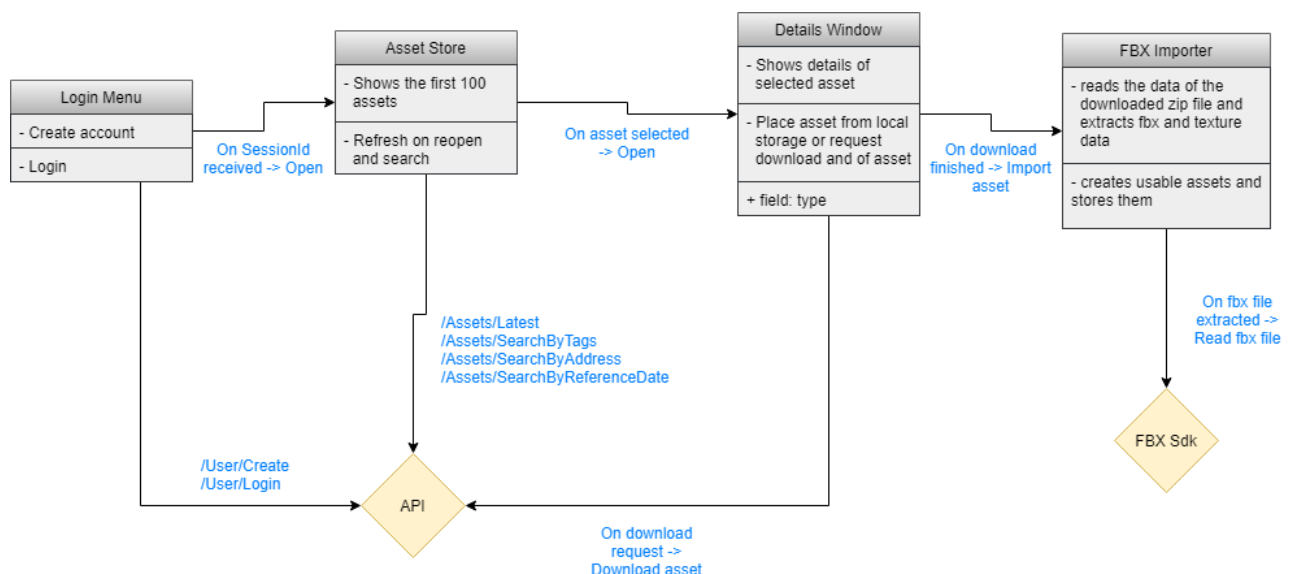 Login Menu
- Create account
- Login
On SessionId
received -> Open
Asset Store
- Shows the first 100
assets
- Refresh on reopen
and search
On asset selected
-> Open
Details Window
- Shows details of
selected asset
- Place asset from local
storage or request
download and of asset
+ field: type
On download
finished -> Import
asset
FBX Importer
- reads the data of the
downloaded zip file and
extracts fbx and texture
data
- creates usable assets and
stores them
/Assets/Latest
/Assets/SearchByTags
/Assets/SearchByAddress
/Assets/SearchByReferenceDate
On fbx file
extracted ->
Read fbx file
FBX Sdk
/User/Create
/User/Login
API
On download
request ->
Download asset